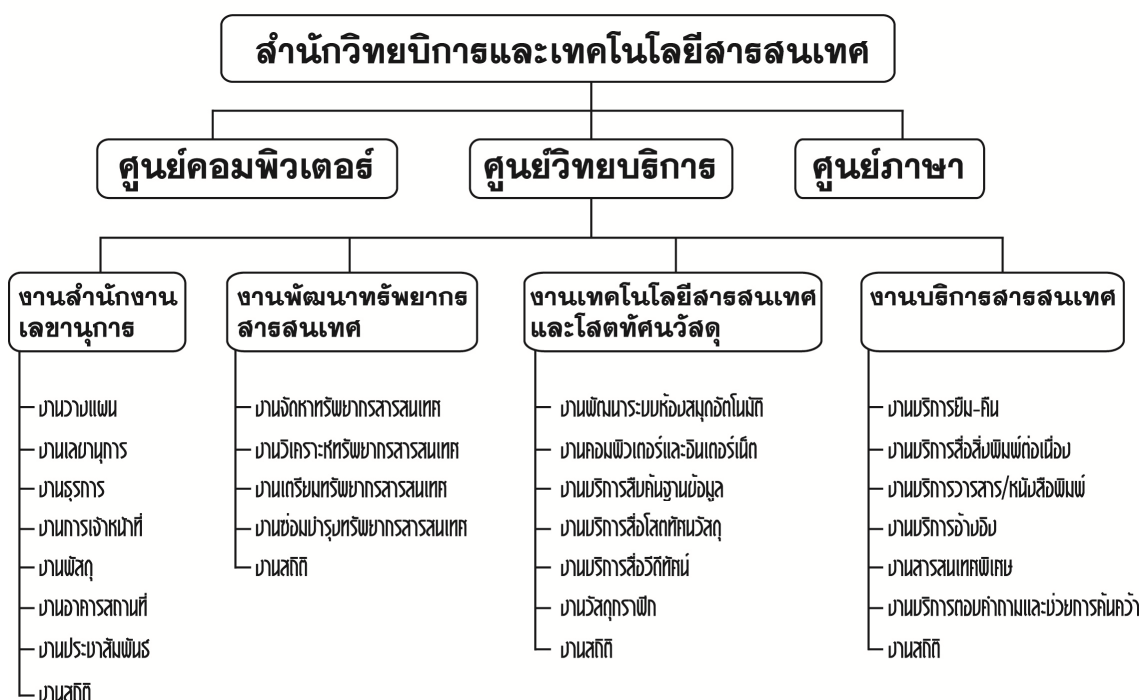 สำนักวิทยบิการและเทคโนโลยีสารสนเทศ
ศูนย์คอมพิวเตอร์
ศูนย์วิทยบริการ
ศูนย์ภาษา
งานสำนักงาน
เลขานุการ
งานวางแผน
งานเลขานุการ
งานธุรการ
งานการเจ้าหน้าที่
งานพัสดุ
งานอาคารสถานที่
งานประชาสัมพันธ์
งานสถิติ
งานพัฒนาทรัพยากร
สารสนเทศ
งานจัดหาทรัพยากรสารสนเทศ
งานวิเคราะห์ทรัพยากรสารสนเทศ
งานเตรียมทรัพยากรสารสนเทศ
งานซ่อมบำรุงทรัพยากรสารสนเทศ
งานสถิติ
งานเทคโนโลยีสารสนเทศ
และโสตทัศนวัสดุ
งานพัฒนาระบบห้องสมุดอัตโนมัติ
งานคอมพิวเตอร์และอินเตอร์เน็ต
งานบริการสืบค้นฐานข้อมูล
งานบริการสื่อโสตทัศนวัสดุ
งานบริการสื่อวีดีทัศน์
งานวัสดุกราฟิก
งานสถิติ
งานบริการสารสนเทศ
งานบริการยืม-คืน
งานบริการสื่อสิ่งพิมพ์ต่อเนื่อง
งานบริการวารสาร/หนังสือพิมพ์
งานบริการอ้างอิง
งานสารสนเทศพิเศษ
งานบริการตอบคำถามและช่วยการค้นคว้า
งานสถิติ